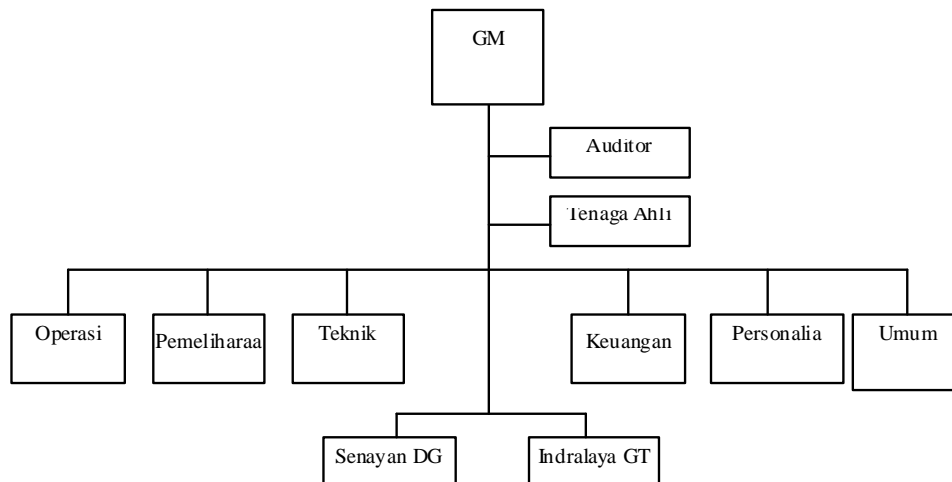 GM
Auditor
Tenaga Ahli
Operasi
Pemeliharaa
Teknik
Keuangan
Personalia
Umum
Senayan DG
Indralaya GT